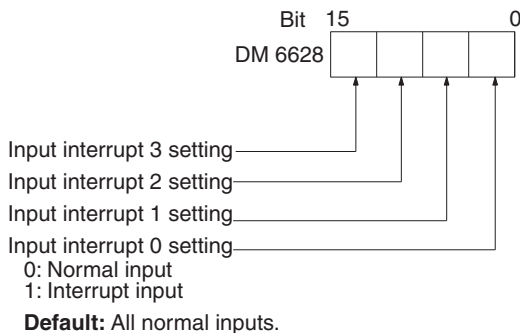 Bit 15 0
DM 6628
Input interrupt 3 setting
Input interrupt 2 setting
Input interrupt 1 setting
Input interrupt 0 setting
0: Normal input
1: Interrupt input
Default: All normal inputs.